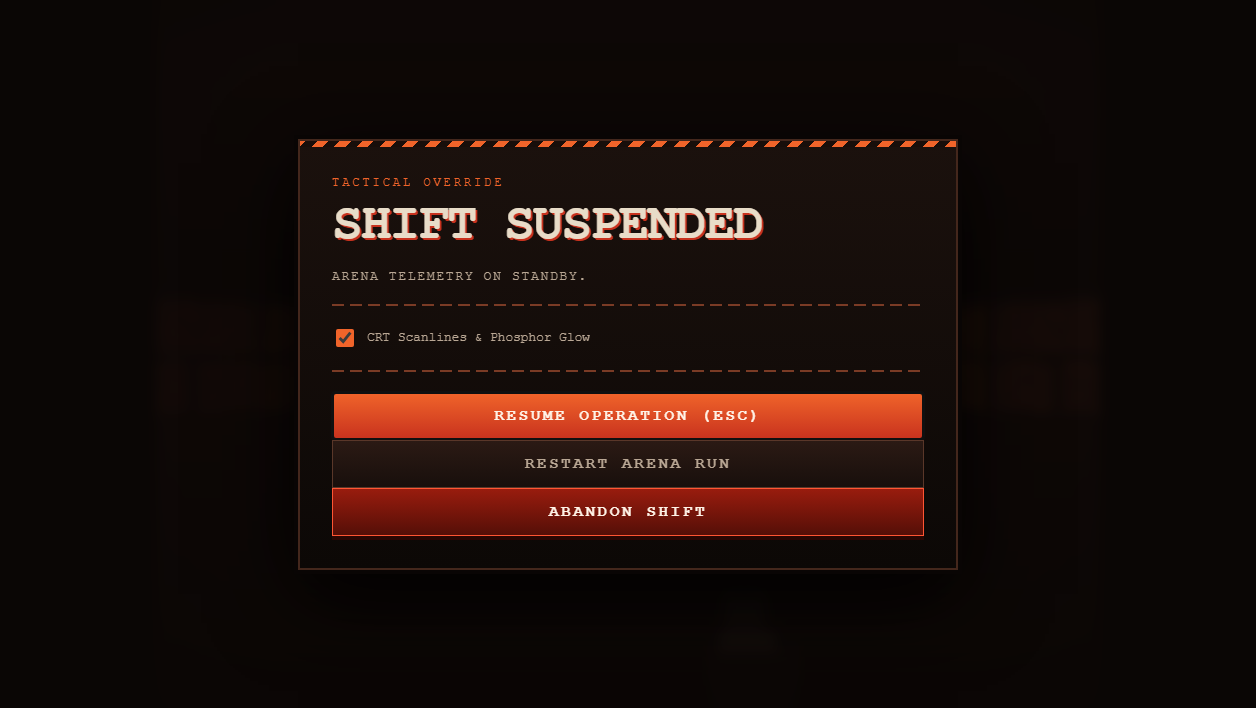 TACTICAL OVERRIDE
SHIFT SUSPENDED
ARENA TELEMETRY ON STANDBY.
CRT Scanlines & Phosphor Glow
RESUME OPERATION (ESC)
RESTART ARENA RUN
ABANDON SHIFT